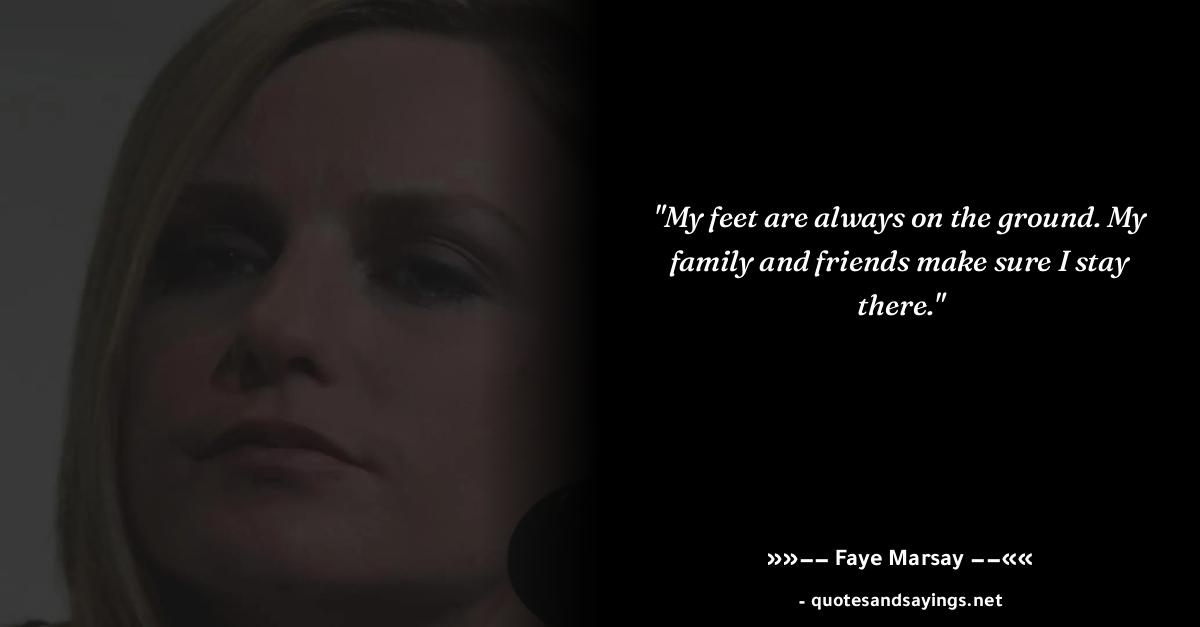 "My feet are always on the ground. My
family and friends make sure I stay
there."
»»−− Faye Marsay −−««
- quotesandsayings.net